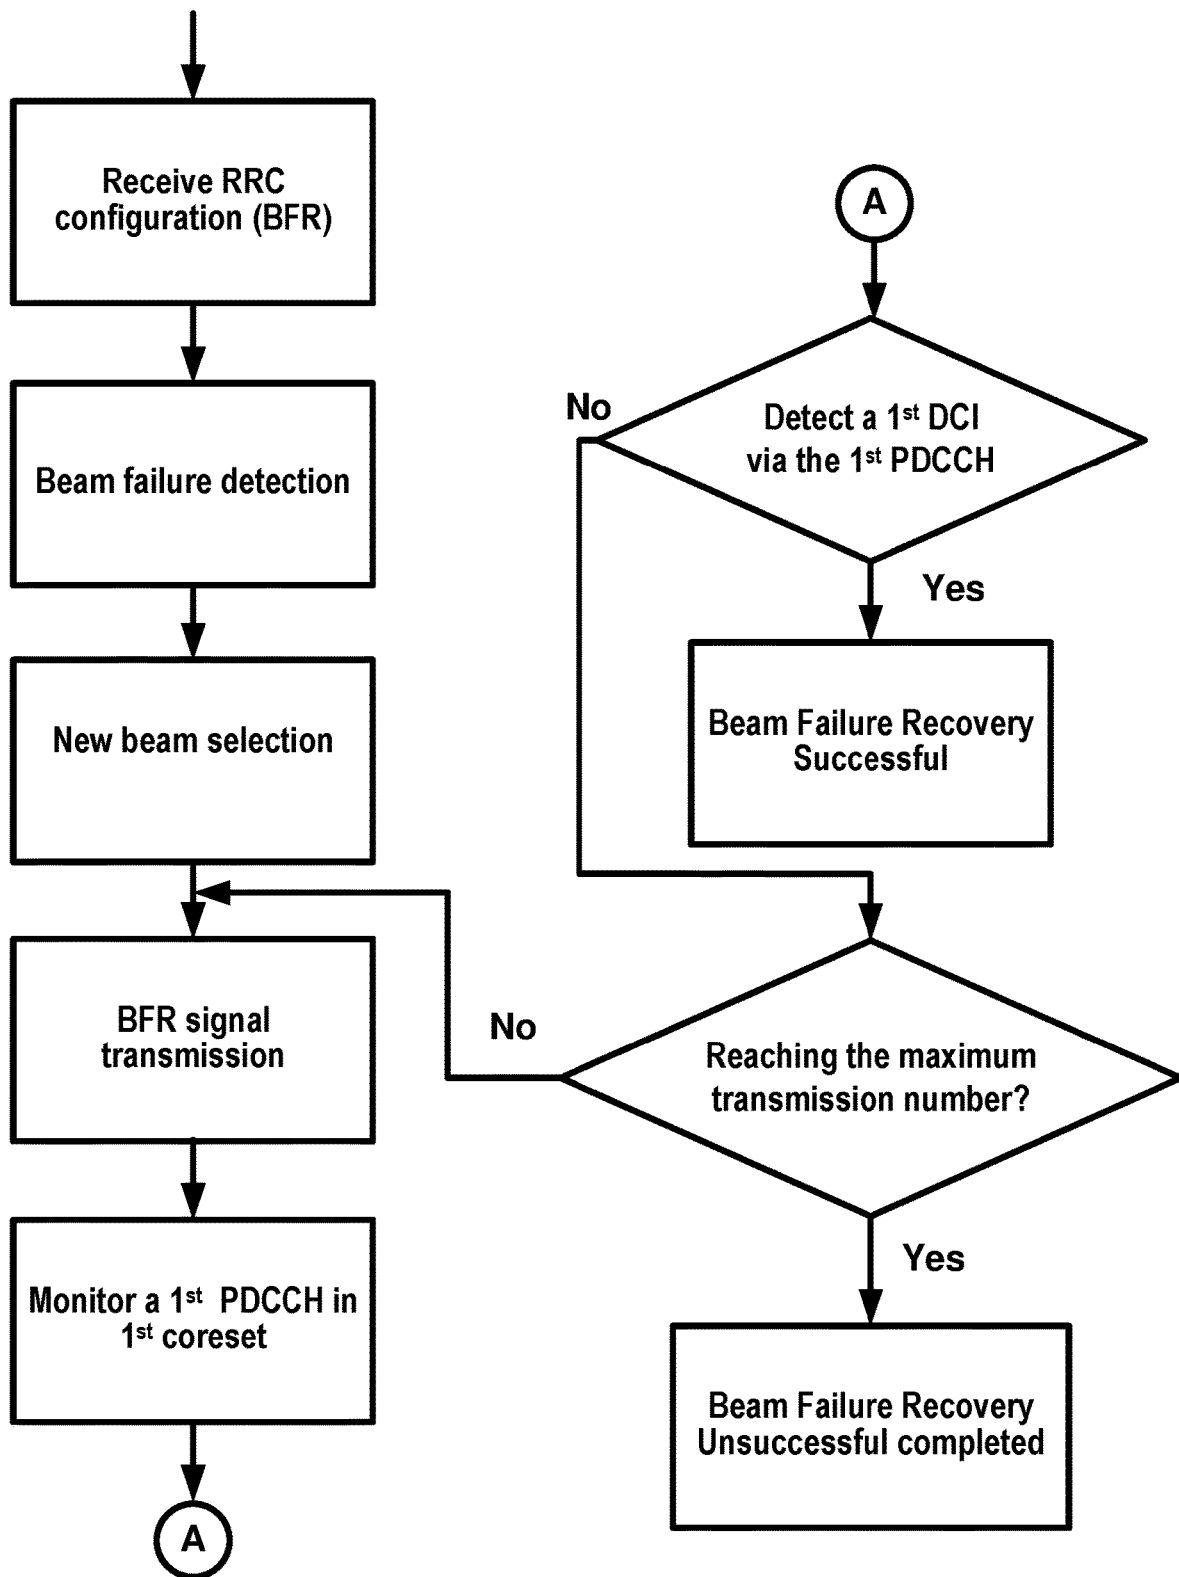 Receive RRC
configuration (BFR)
Beam failure detection
New beam selection
BFR signal
transmission
Monitor a 1st PDCCH in
1st coreset
A
A
Detect a 1st DCI
via the 1st PDCCH
No
Yes
Beam Failure Recovery
Successful
Reaching the maximum
transmission number?
No
Yes
Beam Failure Recovery
Unsuccessful completed